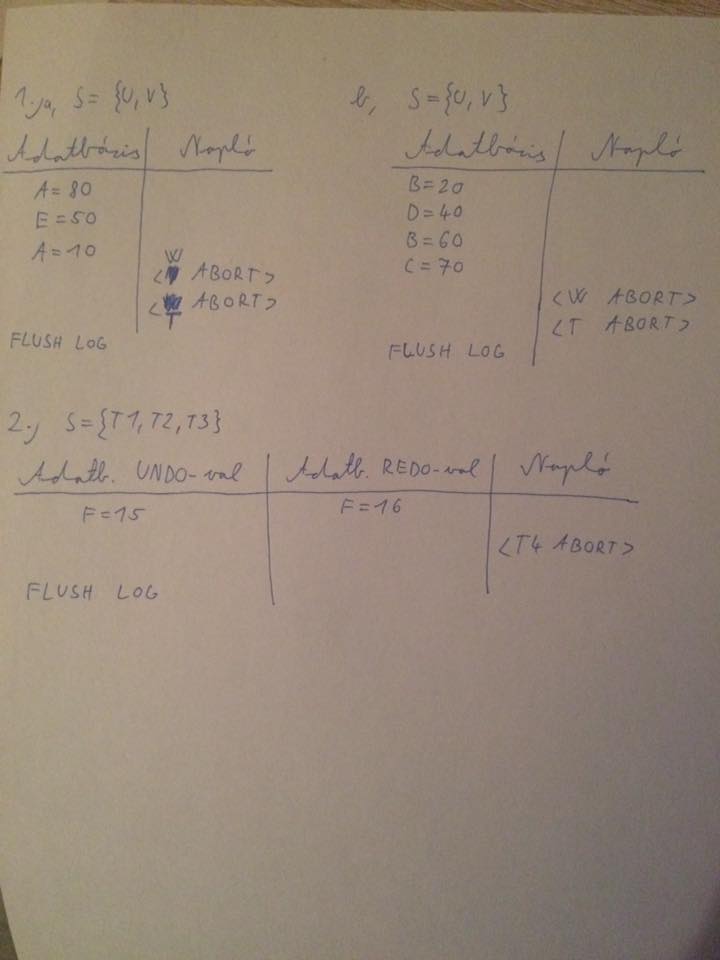 1., a, S = {U, V}
Adatbázis Napló
A = 80
E = 50
A = 10
<W ABORT>
<T ABORT>
FLUSH LOG
b, S = {U, V}
Adatbázis Napló
B = 20
D = 40
B = 60
C = 70
<W ABORT>
<T ABORT>
FLUSH LOG
2., S = {T1, T2, T3}
Adatb. UNDO-val Adatb. REDO-val Napló
F = 15 F = 16
<T4 ABORT>
FLUSH LOG